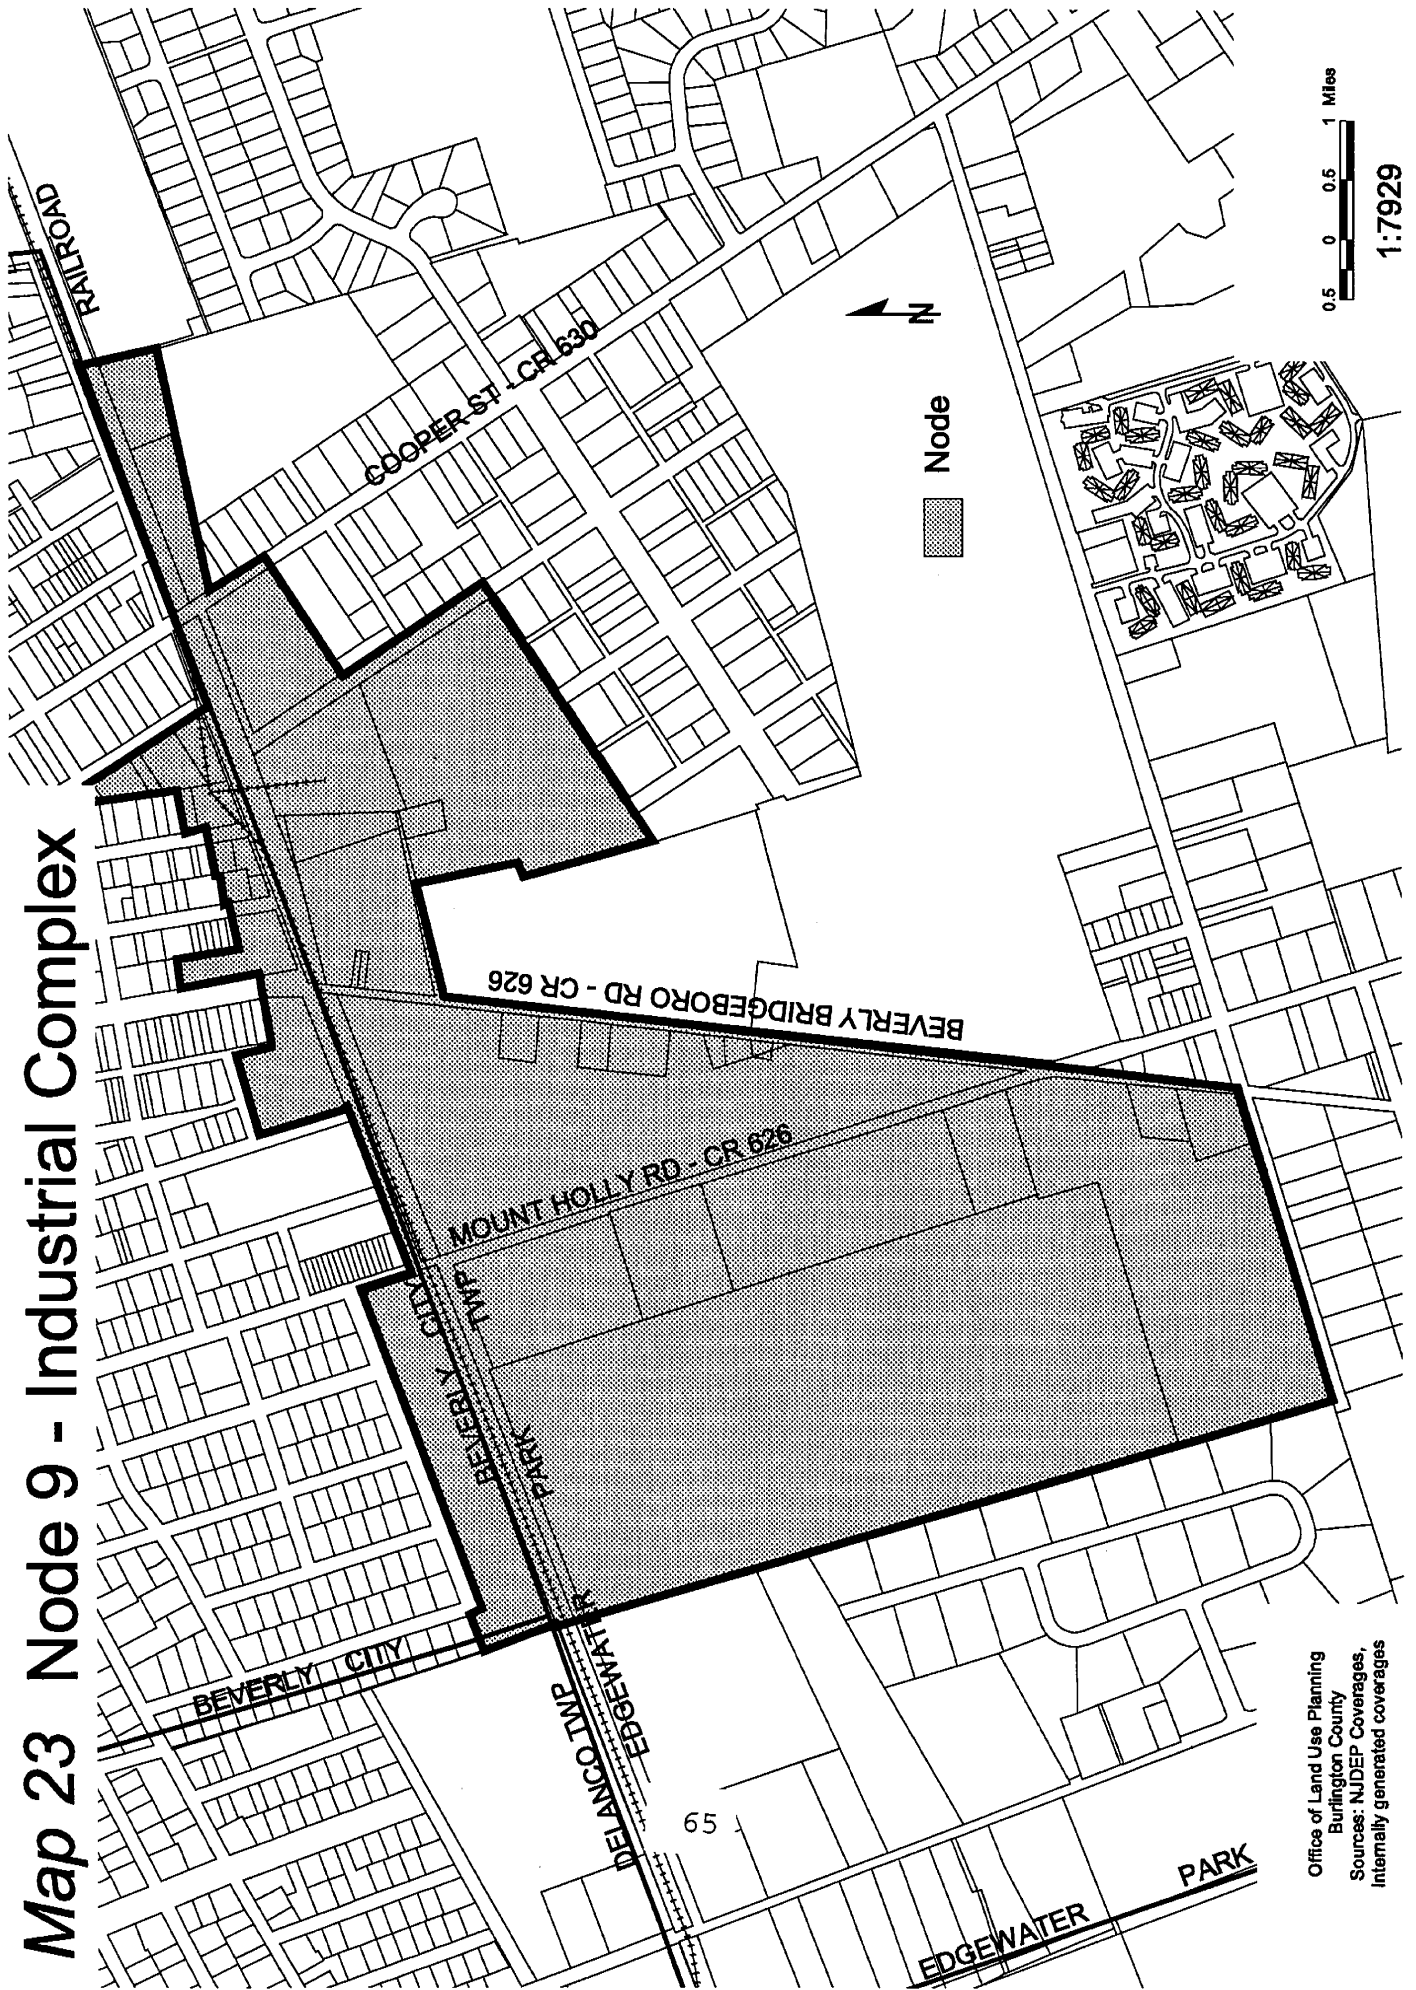 Map 23 Node 9 - Industrial Complex
RAILROAD
COOPER ST - CR 630
BEVERLY BRIDGEBORO RD - CR 626
MOUNT HOLLY RD - CR 626
BEVERLY CITY
BEVERLY CITY
EDGEWATER PARK TWP
DELANCO TWP
EDGEWATER PARK
Node
N
0.5 0 0.5 1 Miles
1:7929
Office of Land Use Planning
Burlington County
Sources: NJDEP Coverages,
Internally generated coverages
65